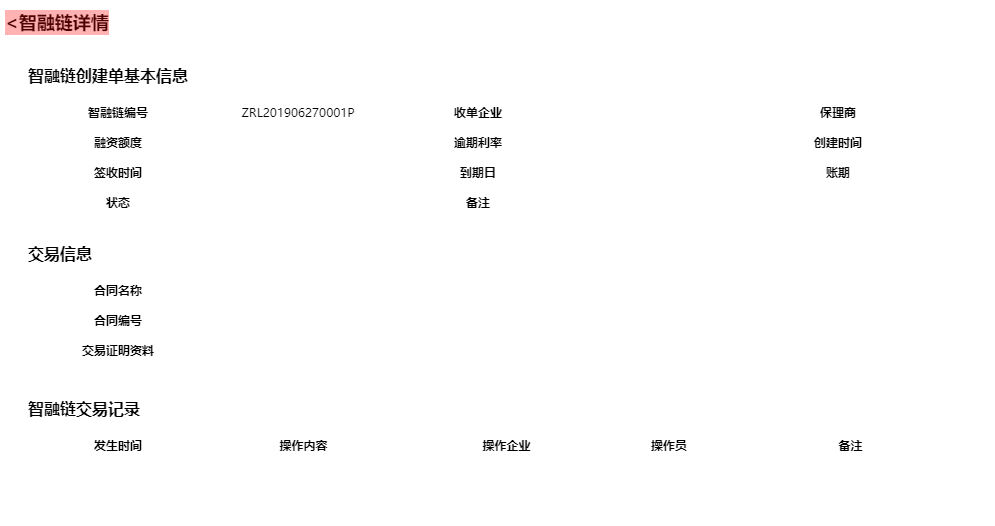 <智融链详情
智融链创建单基本信息
智融链编号 ZRL201906270001P 收单企业 保理商
融资额度 逾期利率 创建时间
签收时间 到期日 账期
状态 备注
交易信息
合同名称
合同编号
交易证明资料
智融链交易记录
发生时间 操作内容 操作企业 操作员 备注